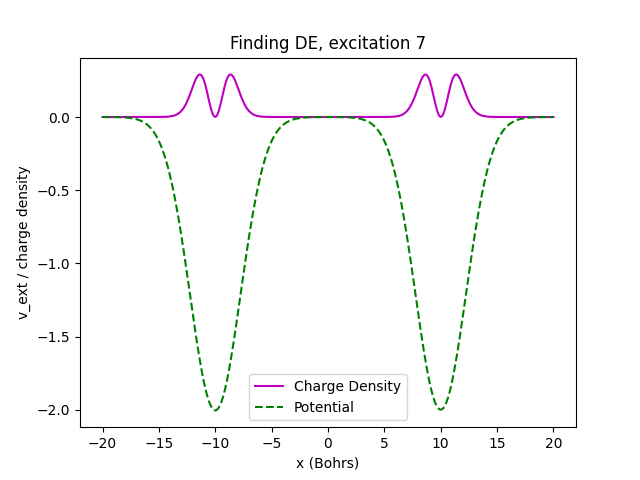 Finding DE, excitation 7
v_ext / charge density
0.0
−0.5
−1.0
−1.5
−2.0
Charge Density
Potential
−20 −15 −10 −5 0 5 10 15 20
x (Bohrs)